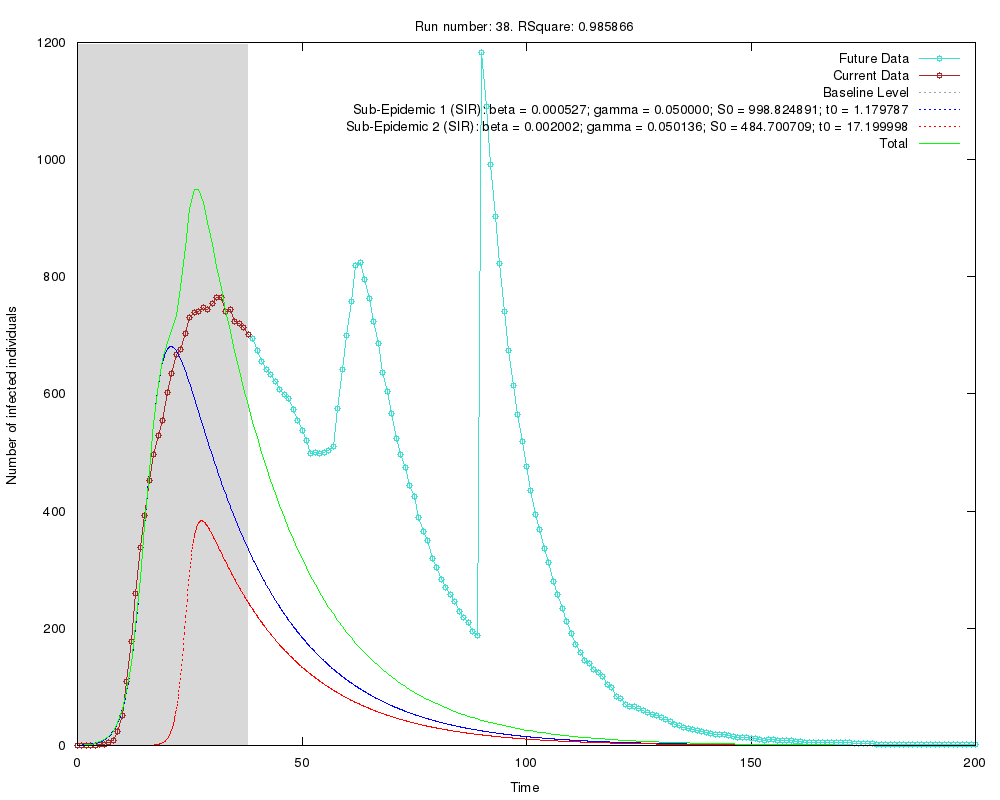 Run number: 38. RSquare: 0.985866
1200
1000
800
600
400
200
0
Number of infected individuals
Future Data
Current Data
Baseline Level
Sub-Epidemic 1 (SIR): beta = 0.000527; gamma = 0.050000; S0 = 998.824891; t0 = 1.179787
Sub-Epidemic 2 (SIR): beta = 0.002002; gamma = 0.050136; S0 = 484.700709; t0 = 17.199998
Total
0 50 100 150 200
Time